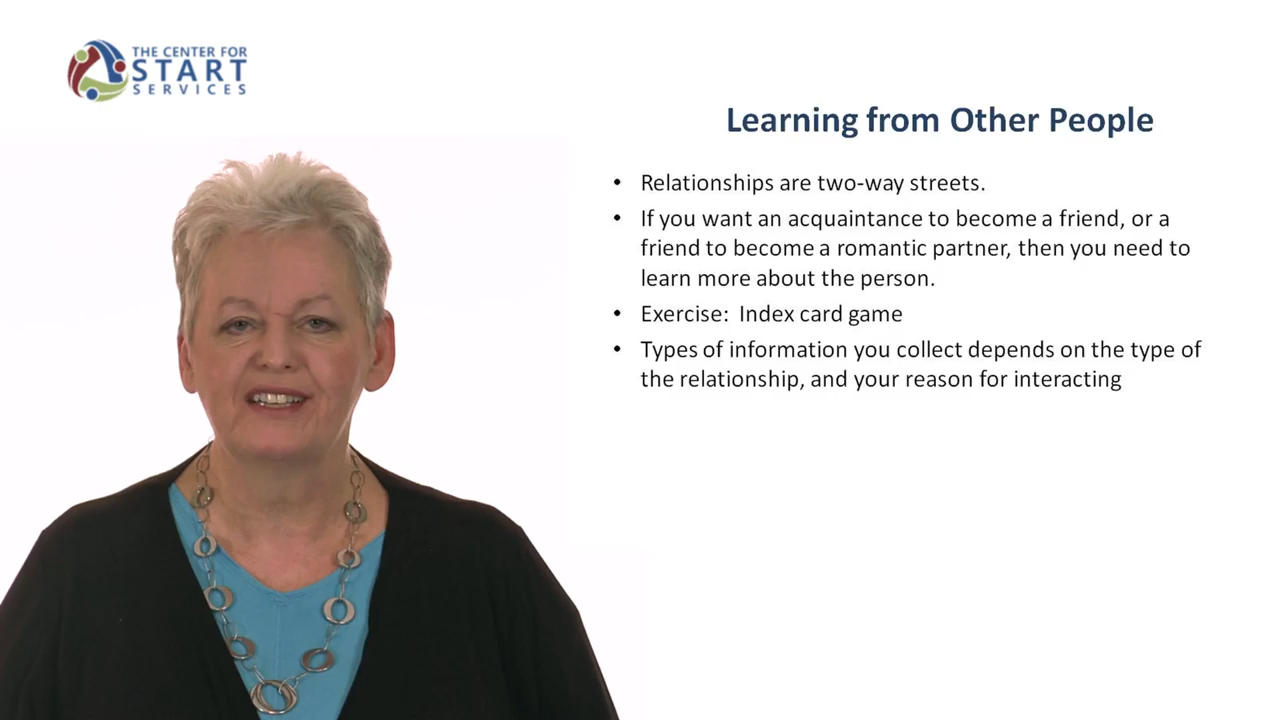 THE CENTER FOR
START
SERVICES
Learning from Other People
• Relationships are two-way streets.
• If you want an acquaintance to become a friend, or a
friend to become a romantic partner, then you need to
learn more about the person.
• Exercise:  Index card game
• Types of information you collect depends on the type of
the relationship, and your reason for interacting